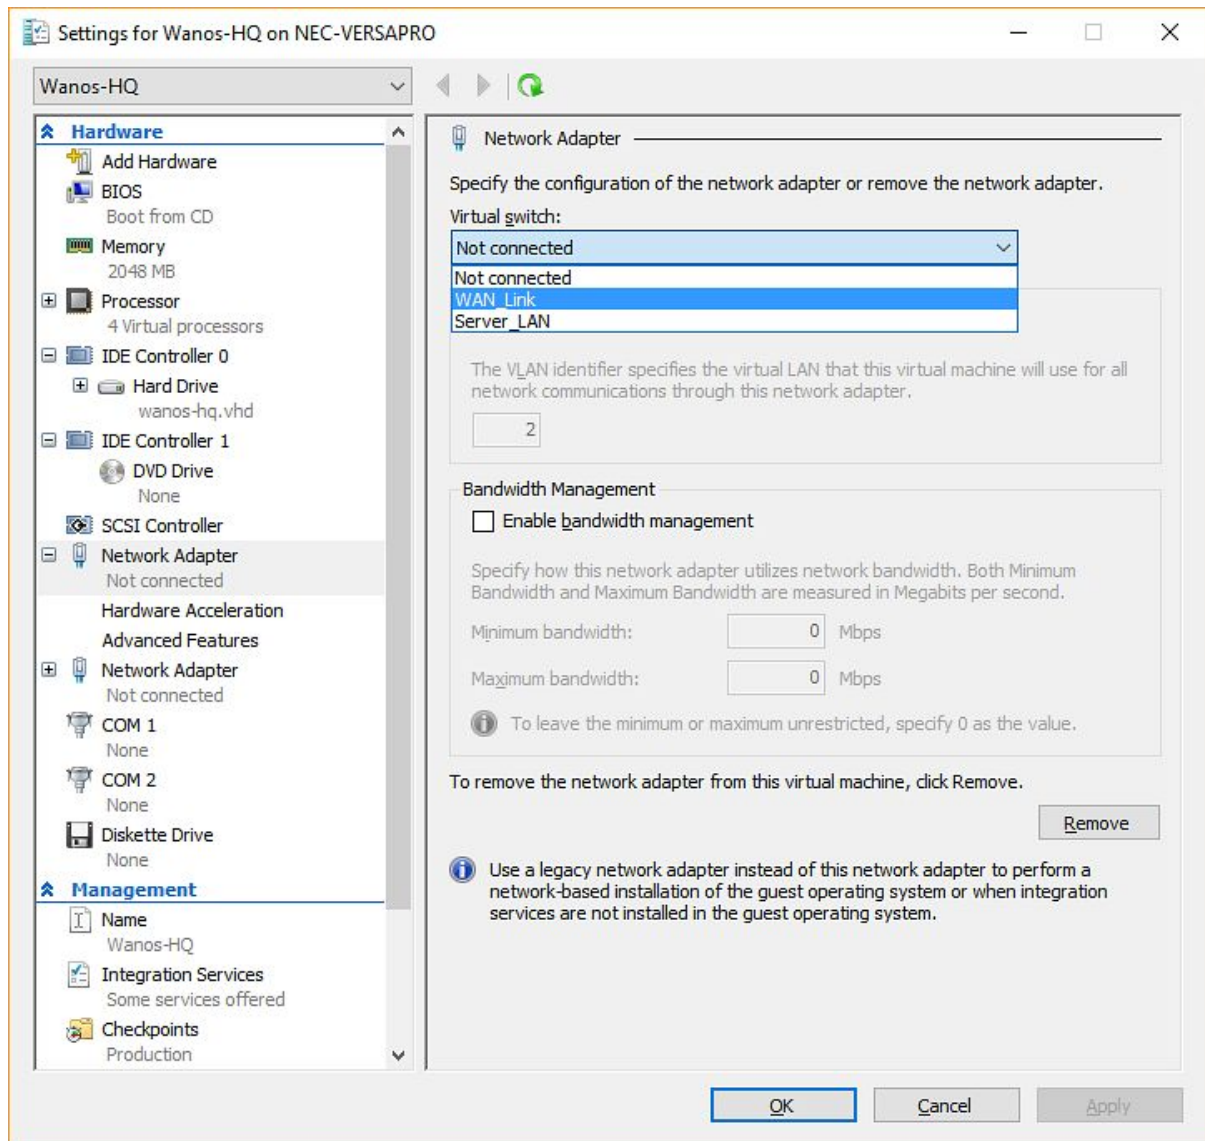 Settings for Wanos-HQ on NEC-VERSAPRO
Wanos-HQ
Hardware
Add Hardware
BIOS
Boot from CD
Memory
2048 MB
Processor
4 Virtual processors
IDE Controller 0
Hard Drive
wanos-hq.vhd
IDE Controller 1
DVD Drive
None
SCSI Controller
Network Adapter
Not connected
Hardware Acceleration
Advanced Features
Network Adapter
Not connected
COM 1
None
COM 2
None
Diskette Drive
None
Management
Name
Wanos-HQ
Integration Services
Some services offered
Checkpoints
Production
Network Adapter
Specify the configuration of the network adapter or remove the network adapter.
Virtual switch:
Not connected
Not connected
WAN_Link
Server_LAN
The VLAN identifier specifies the virtual LAN that this virtual machine will use for all
network communications through this network adapter.
2
Bandwidth Management
Enable bandwidth management
Specify how this network adapter utilizes network bandwidth. Both Minimum
Bandwidth and Maximum Bandwidth are measured in Megabits per second.
Minimum bandwidth: 0 Mbps
Maximum bandwidth: 0 Mbps
To leave the minimum or maximum unrestricted, specify 0 as the value.
To remove the network adapter from this virtual machine, click Remove.
Remove
Use a legacy network adapter instead of this network adapter to perform a
network-based installation of the guest operating system or when integration
services are not installed in the guest operating system.
OK Cancel Apply